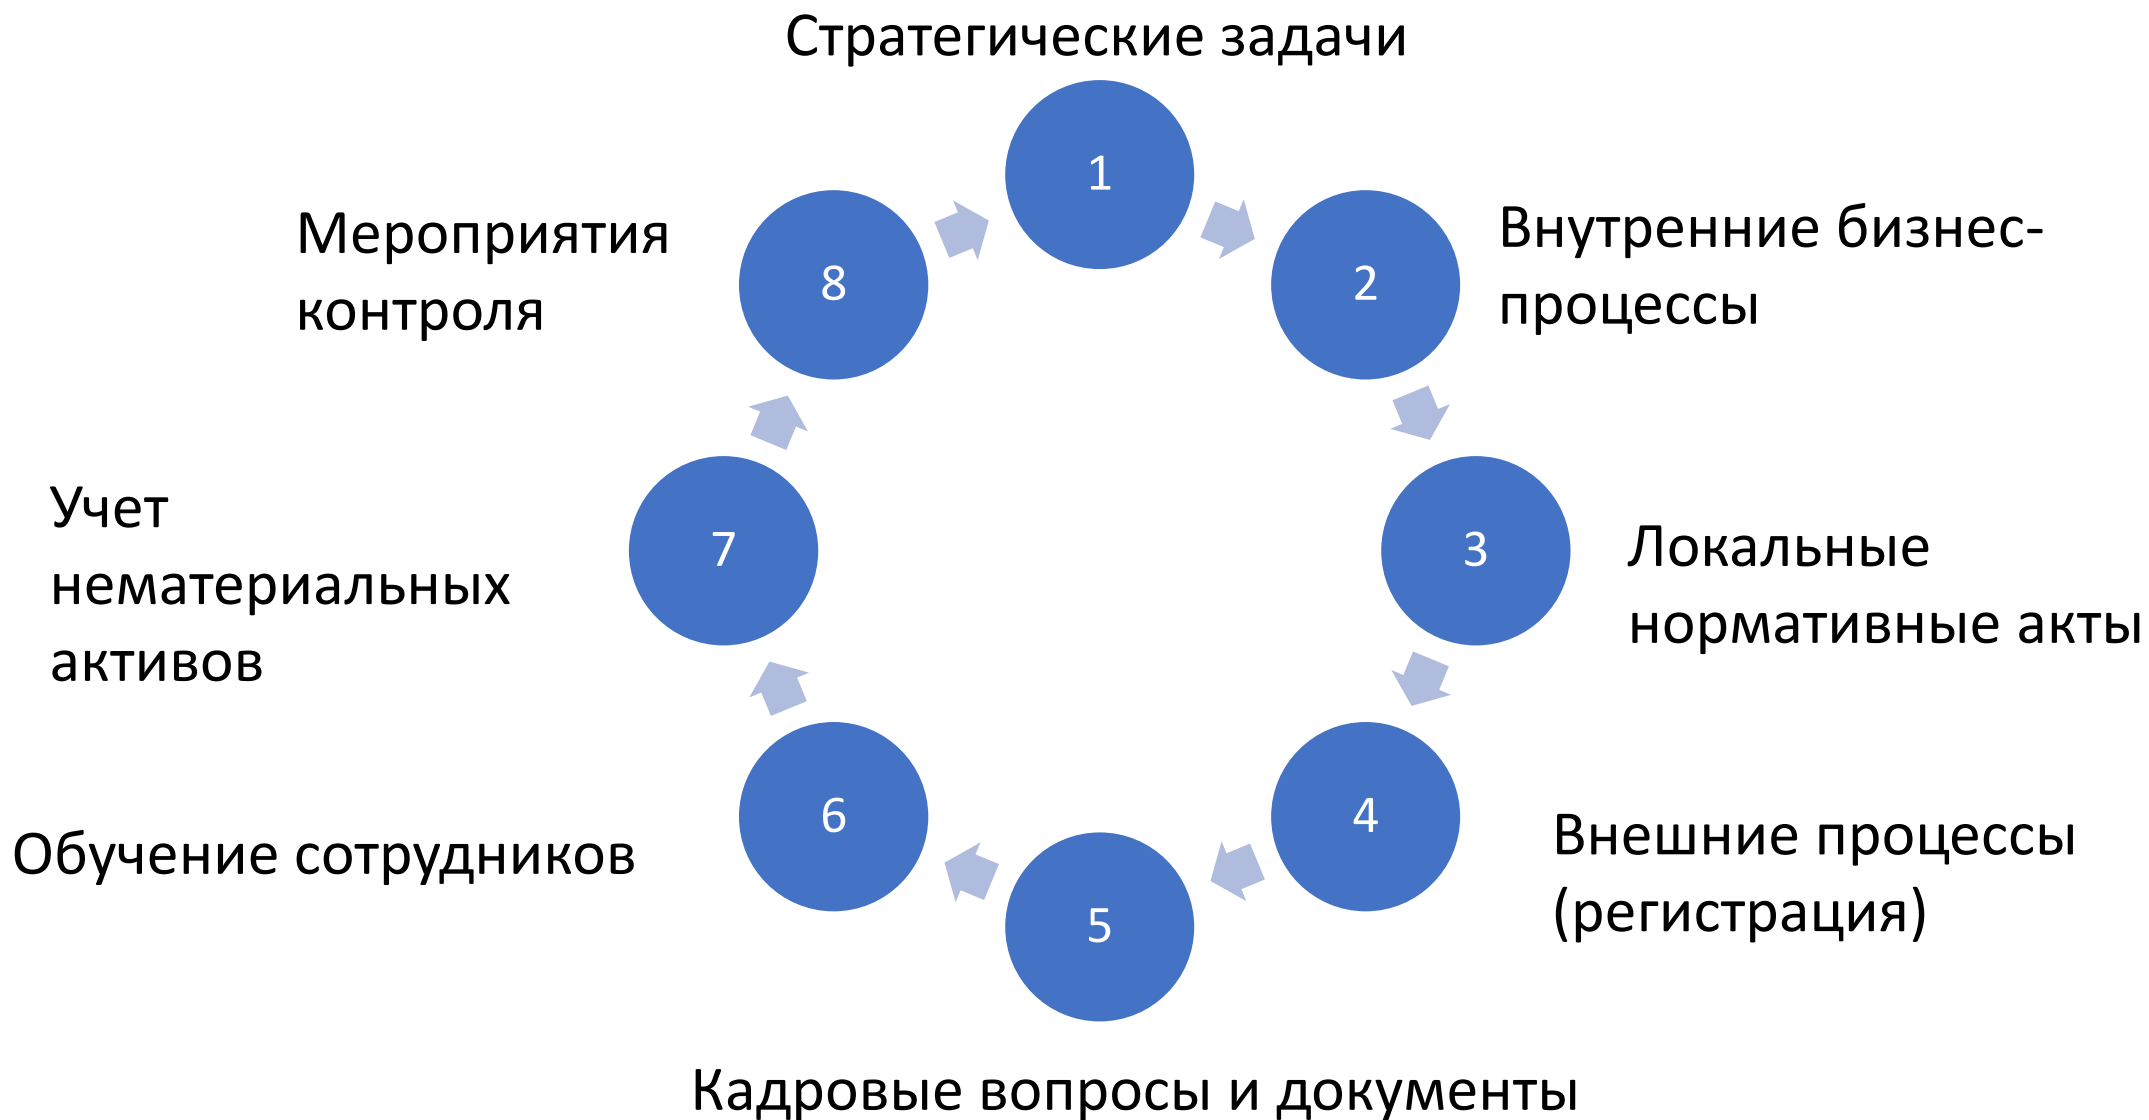 Стратегические задачи
1
2
Внутренние бизнес-
процессы
3
Локальные
нормативные акты
4
Внешние процессы
(регистрация)
5
Кадровые вопросы и документы
6
Обучение сотрудников
7
Учет
нематериальных
активов
8
Мероприятия
контроля